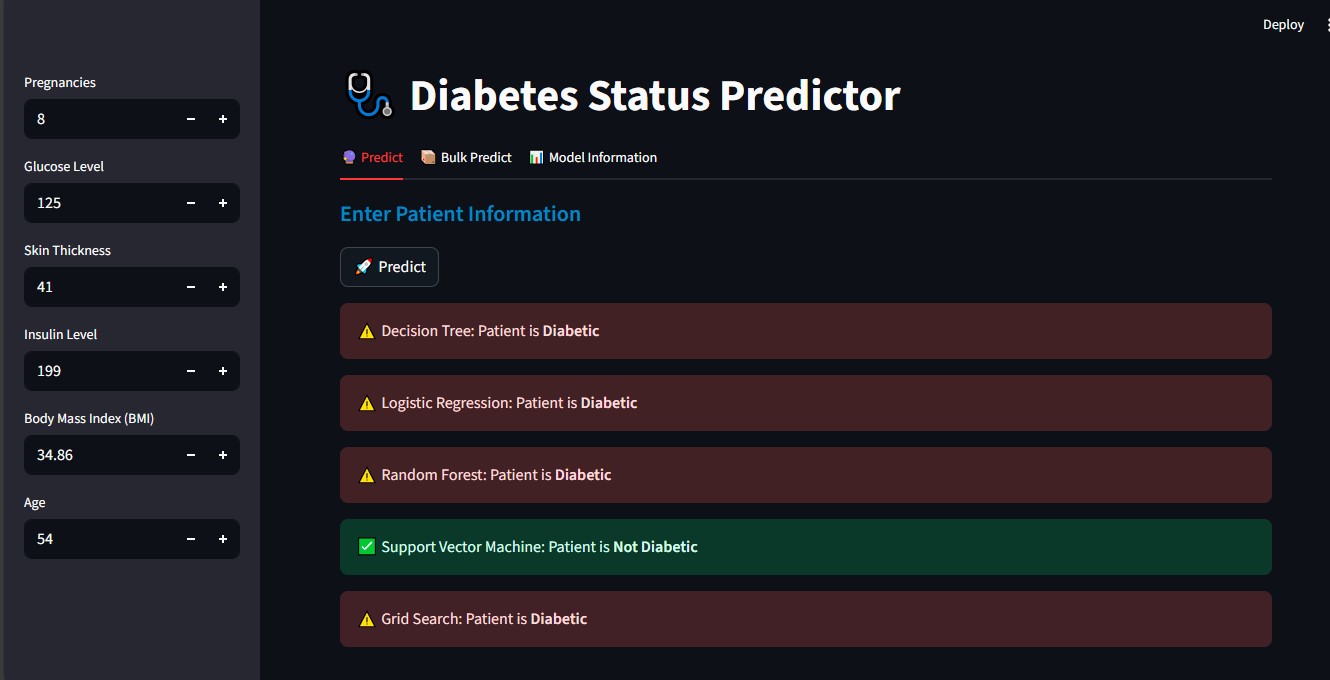 Deploy
Pregnancies
8
Glucose Level
125
Skin Thickness
41
Insulin Level
199
Body Mass Index (BMI)
34.86
Age
54
Diabetes Status Predictor
Predict
Bulk Predict
Model Information
Enter Patient Information
Predict
Decision Tree: Patient is Diabetic
Logistic Regression: Patient is Diabetic
Random Forest: Patient is Diabetic
Support Vector Machine: Patient is Not Diabetic
Grid Search: Patient is Diabetic